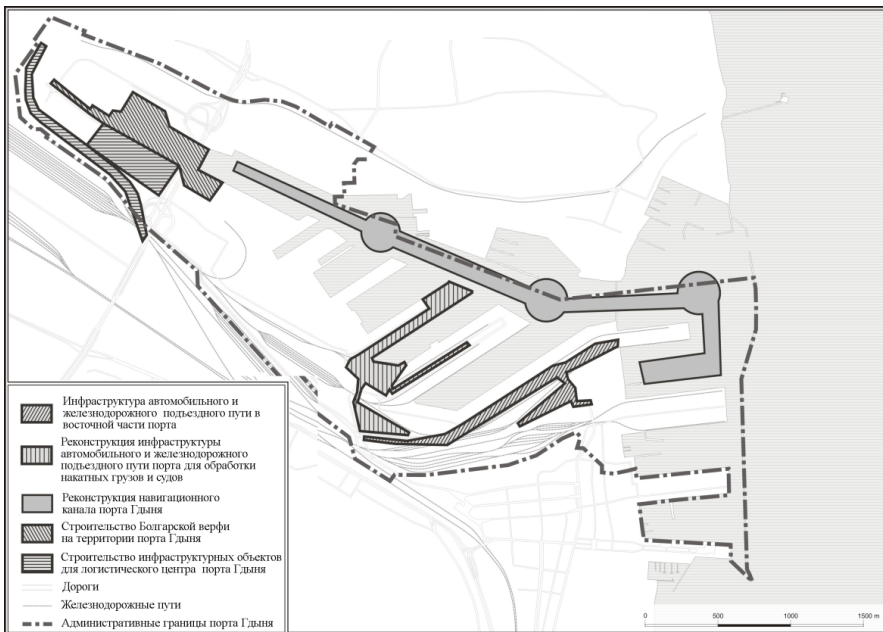 Инфраструктура автомобильного и
железнодорожного подъездного пути в
восточной части порта
Реконструкция инфраструктуры
автомобильного и железнодорожного
подъездного пути порта для обработки
накатных грузов и судов
Реконструкция навигационного
канала порта Гдыня
Строительство Болгарской верфи
на территории порта Гдыня
Строительство инфраструктурных объектов
для логистического центра порта Гдыня
Дороги
Железнодорожные пути
Административные границы порта Гдыня
0 500 1000 1500 m